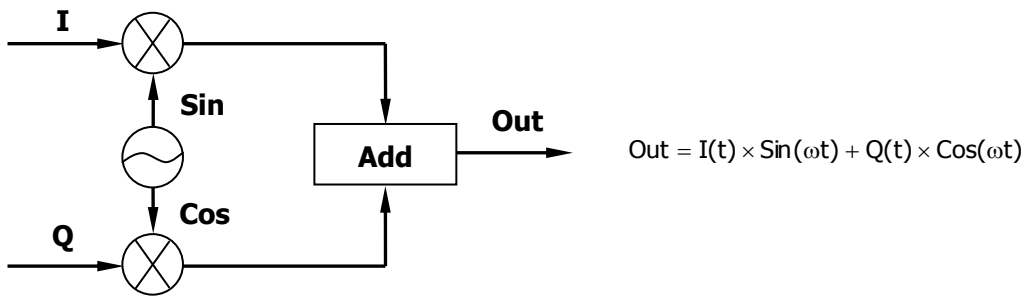 I
Sin
Add
Out
Out = I(t) × Sin(ωt) + Q(t) × Cos(ωt)
Cos
Q